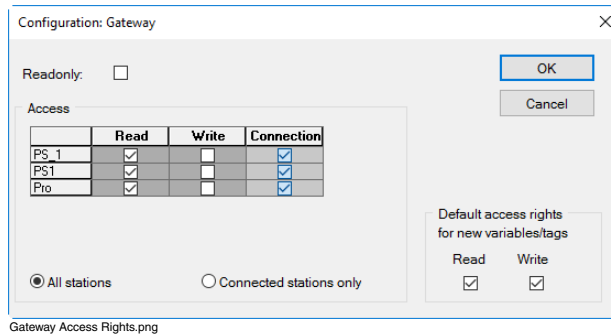 Configuration: Gateway
Readonly:
OK
Cancel
Access
Read Write Connection
PS_1
PS1
Pro
Default access rights
for new variables/tags
Read Write
All stations Connected stations only
Gateway Access Rights.png